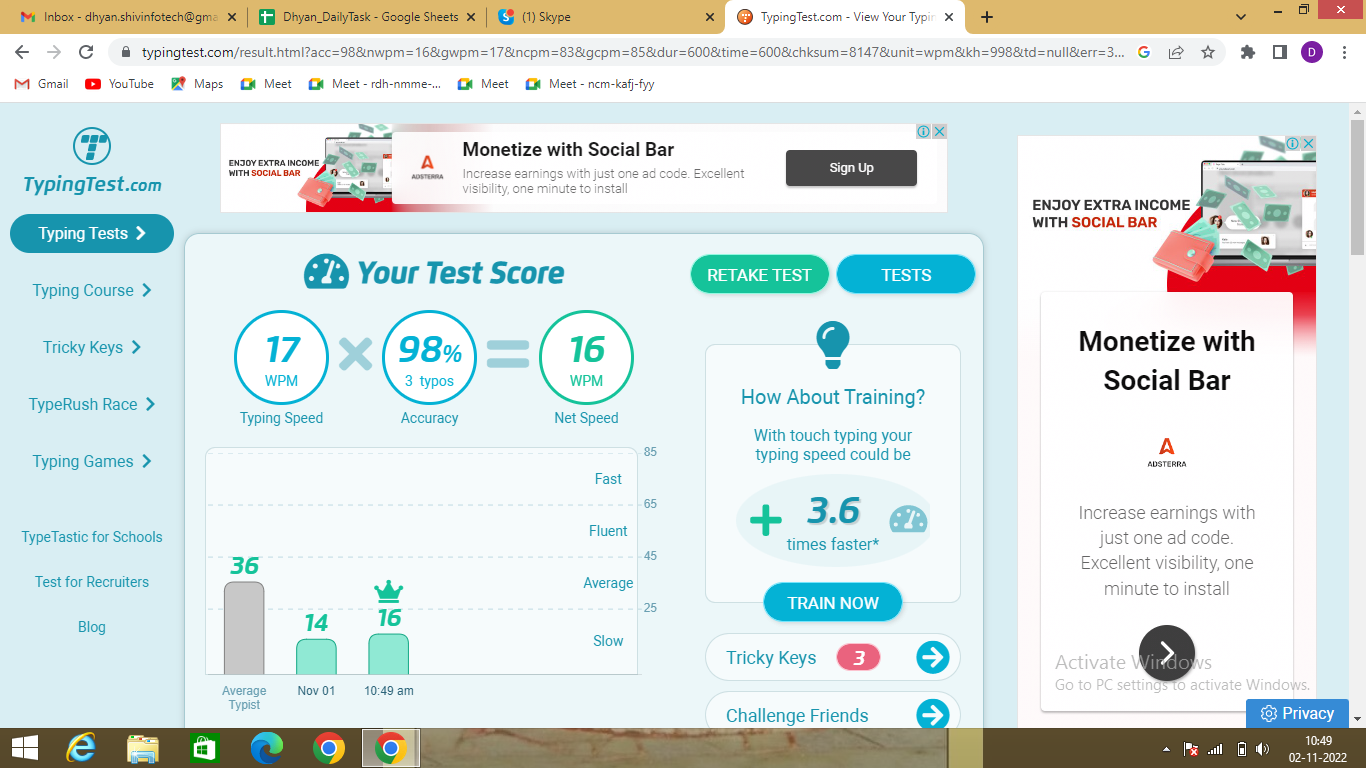 Inbox - dhyan.shivinfotech@gma
Dhyan_DailyTask - Google Sheets
(1) Skype
TypingTest.com - View Your Typin
typingtest.com/result.html?acc=98&nwpm=16&gwpm=17&ncpm=83&gcpm=85&dur=600&time=600&chksum=8147&unit=wpm&kh=998&td=null&err=3...
D
Gmail
YouTube
Maps
Meet
Meet - rdh-nmme-...
Meet
Meet - ncm-kafj-fyy
TypingTest.com
Typing Tests
Typing Course
Tricky Keys
TypeRush Race
Typing Games
TypeTastic for Schools
Test for Recruiters
Blog
ENJOY EXTRA INCOME
WITH SOCIAL BAR
ADSTERRA
Monetize with Social Bar
Increase earnings with just one ad code. Excellent
visibility, one minute to install
Sign Up
Your Test Score
RETAKE TEST
TESTS
17
WPM
Typing Speed
98%
3 typos
Accuracy
16
WPM
Net Speed
85
Fast
65
Fluent
45
Average
25
Slow
36
14
16
Average
Typist
Nov 01
10:49 am
How About Training?
With touch typing your
typing speed could be
3.6
times faster*
TRAIN NOW
Tricky Keys
3
Challenge Friends
ENJOY EXTRA INCOME
WITH SOCIAL BAR
Monetize with
Social Bar
ADSTERRA
Increase earnings with
just one ad code.
Excellent visibility, one
minute to install
Activate Windows
Go to PC settings to activate Windows.
Privacy
10:49
02-11-2022